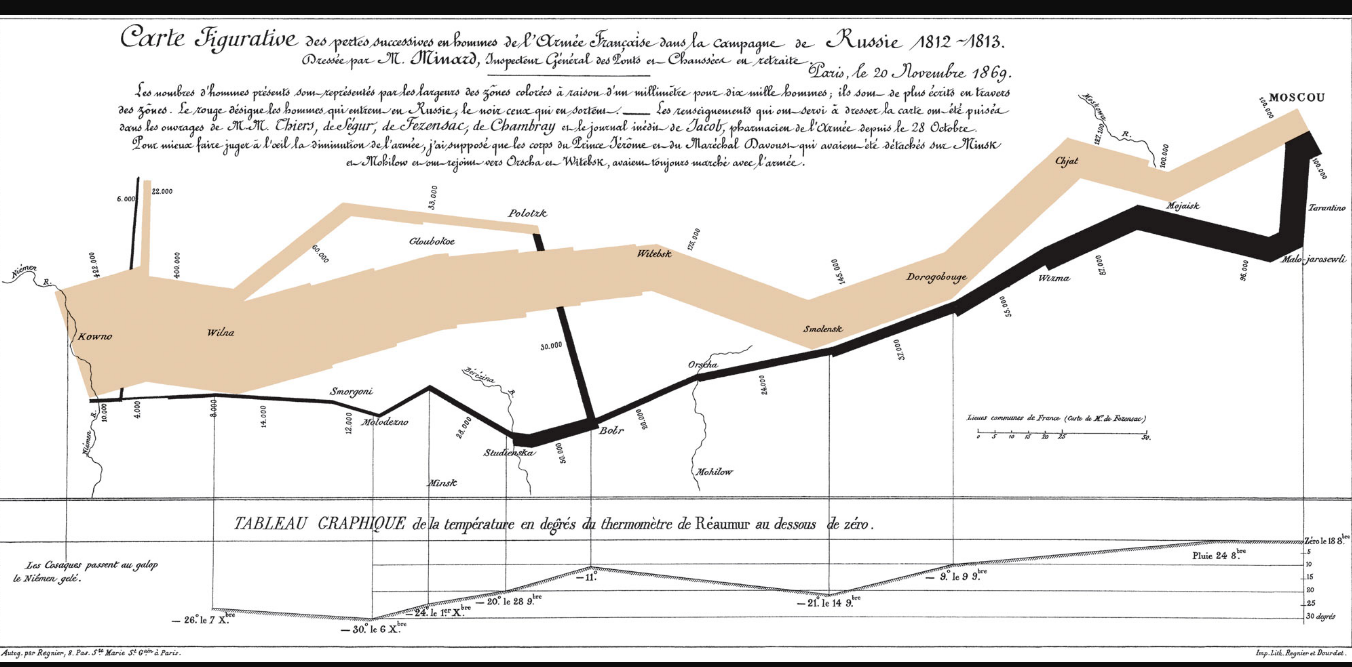 Carte Figurative des pertes successives en hommes de l'Armée Française dans la campagne de Russie 1812-1813.
Dressée par M. Minard, Inspecteur Général des Ponts et Chaussées en retraite.
Paris, le 20 Novembre 1869.
Les nombres d'hommes présents sont représentés par les largeurs des zônes colorées à raison d'un millimètre pour dix mille hommes; ils sont de plus écrits en travers
des zônes. Le rouge désigne les hommes qui entrent en Russie, le noir ceux qui en sortent. — Les renseignements qui ont servi à dresser la carte ont été puisés
dans les ouvrages de M.M. Thiers, de Ségur, de Fezensac, de Chambray et le journal inédit de Jacob, pharmacien de l'Armée depuis le 28 Octobre.
Pour mieux faire juger à l'œil la diminution de l'armée, j'ai supposé que les corps du Prince Jérôme et du Maréchal Davoust qui avaient été détachés sur Minsk
et Mohilow et ont rejoint vers Orscha et Witebsk, avaient toujours marché avec l'armée.
MOSCOU
100.000
100.000
Moskowa
R.
127.100
100.000
Chjat
Mojaisk
Tarantino
Malo-jarosewli
96.000
87.000
Wizma
55.000
Dorogobouge
145.000
Smolensk
37.000
175.000
Witebsk
Polotzk
33.000
Gloubokoe
60.000
22.000
6.000
400.000
422.000
Niémen
R.
Kowno
Wilna
30.000
Orscha
24.000
Smorgoni
Molodezno
Bérézina
R.
Bobr
Studienska
20.000
50.000
28.000
12.000
14.000
8.000
4.000
10.000
Niémen
R.
Minsk
Mohilow
Lieues communes de France (Carte de M. de Fezensac)
0 5 10 15 20 25 50.
TABLEAU GRAPHIQUE de la température en degrés du thermomètre de Réaumur au dessous de zéro.
Les Cosaques passent au galop
le Niémen gelé.
Zéro le 18 8.bre
Pluie 24 8.bre
5
10
15
20
25
30 degrés
— 9.° le 9 9.bre
— 21.° le 14 9.bre
— 11.°
— 20.° le 28 9.bre
— 24.° le 1.er X.bre
— 30.° le 6 X.bre
— 26.° le 7 X.bre
Autog. par Regnier, 8. Pas. S.te Marie S.t G.ain à Paris.
Imp. Lith. Regnier et Dourdet.